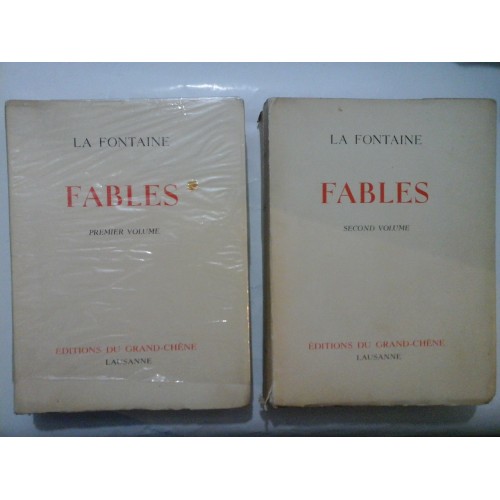 LA FONTAINE
FABLES
PREMIER VOLUME
EDITIONS DU GRAND-CHÊNE
LAUSANNE
LA FONTAINE
FABLES
SECOND VOLUME
EDITIONS DU GRAND-CHÊNE
LAUSANNE